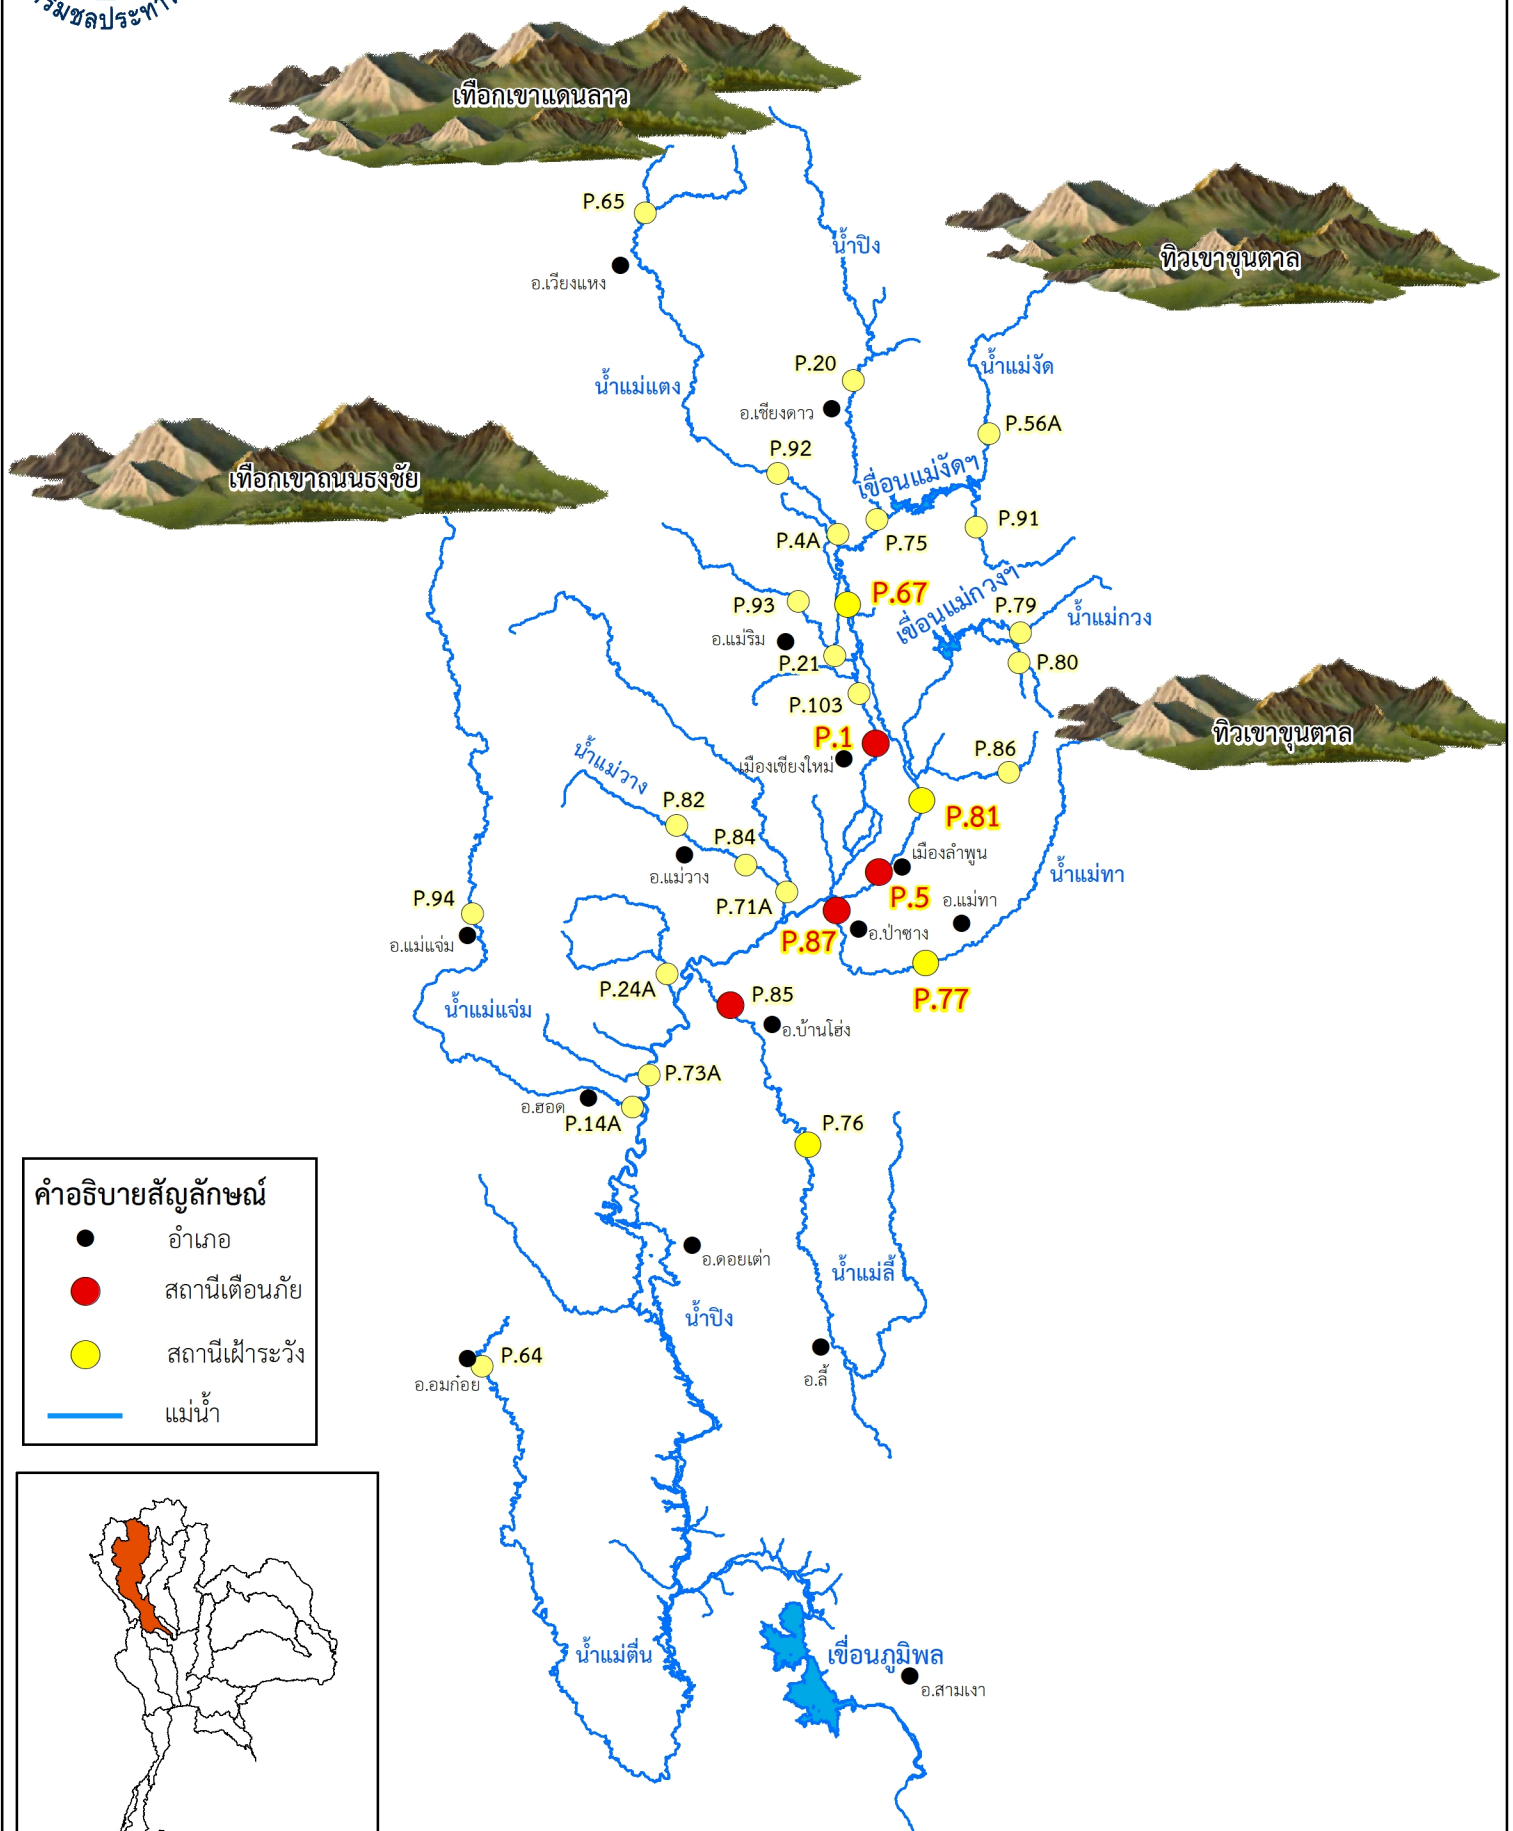 เทือกเขาแดนลาว
P.65
น้ำปิง
ทิวเขาขุนตาล
อ.เวียงแหง
P.20
น้ำแม่งัด
น้ำแม่แตง
อ.เชียงดาว
P.56A
P.92
เขื่อนแม่งัดฯ
เทือกเขาถนนธงชัย
P.91
P.4A
P.75
P.67
เขื่อนแม่กวงฯ
P.93
P.79
น้ำแม่กวง
อ.แม่ริม
P.21
P.80
P.103
P.1
ทิวเขาขุนตาล
น้ำแม่วาง
เมืองเชียงใหม่
P.86
P.82
P.81
P.84
เมืองลำพูน
อ.แม่วาง
น้ำแม่ทา
P.94
P.71A
P.5
อ.แม่ทา
อ.แม่แจ่ม
P.87
อ.ป่าซาง
P.24A
P.85
P.77
น้ำแม่แจ่ม
อ.บ้านโฮ่ง
P.73A
อ.ฮอด
P.14A
P.76
คำอธิบายสัญลักษณ์
อำเภอ
สถานีเตือนภัย
สถานีเฝ้าระวัง
แม่น้ำ
อ.ดอยเต่า
น้ำแม่ลี้
น้ำปิง
P.64
อ.อมก๋อย
อ.ลี้
น้ำแม่ตื่น
เขื่อนภูมิพล
อ.สามเงา